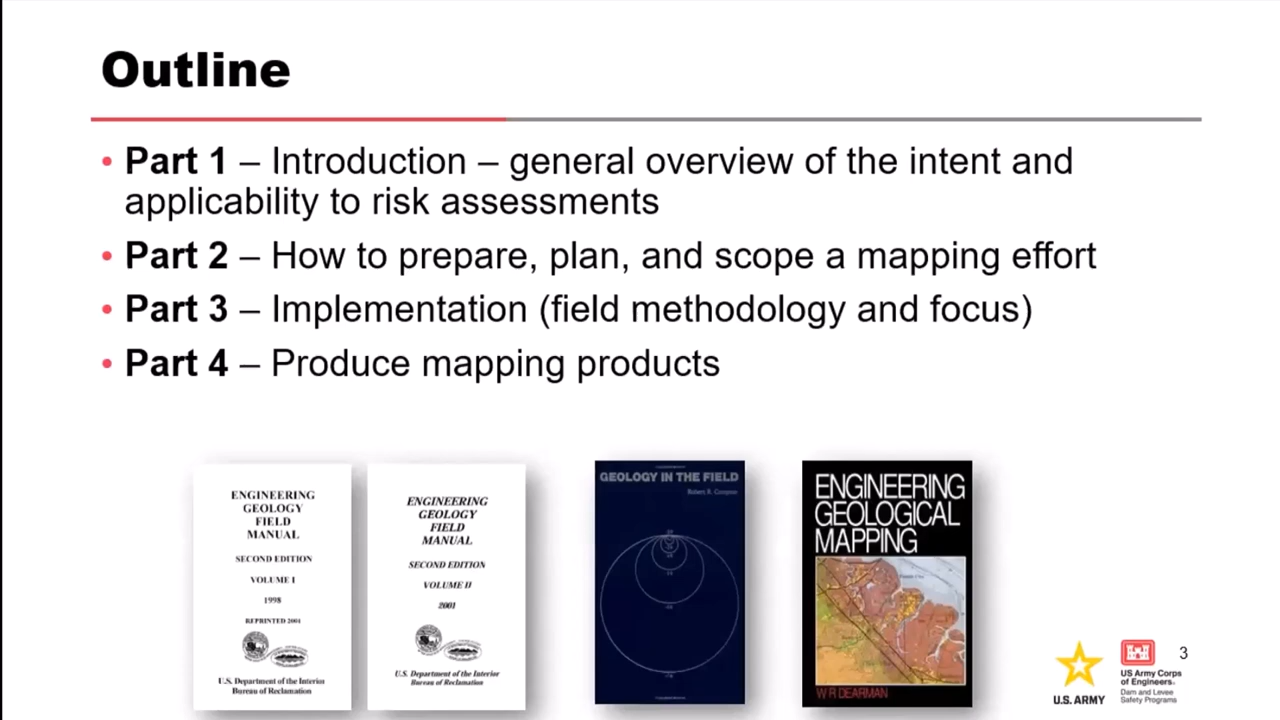 Outline
• Part 1 – Introduction – general overview of the intent and
applicability to risk assessments
• Part 2 – How to prepare, plan, and scope a mapping effort
• Part 3 – Implementation (field methodology and focus)
• Part 4 – Produce mapping products
ENGINEERING
GEOLOGY
FIELD
MANUAL
SECOND EDITION
VOLUME I
1998
REPRINTED 2001
U.S. Department of the Interior
Bureau of Reclamation
ENGINEERING
GEOLOGY
FIELD
MANUAL
SECOND EDITION
VOLUME II
2001
U.S. Department of the Interior
Bureau of Reclamation
GEOLOGY IN THE FIELD
Robert R. Compton
ENGINEERING
GEOLOGICAL
MAPPING
W R DEARMAN
U.S. ARMY
US Army Corps
of Engineers®
Dam and Levee
Safety Programs
3